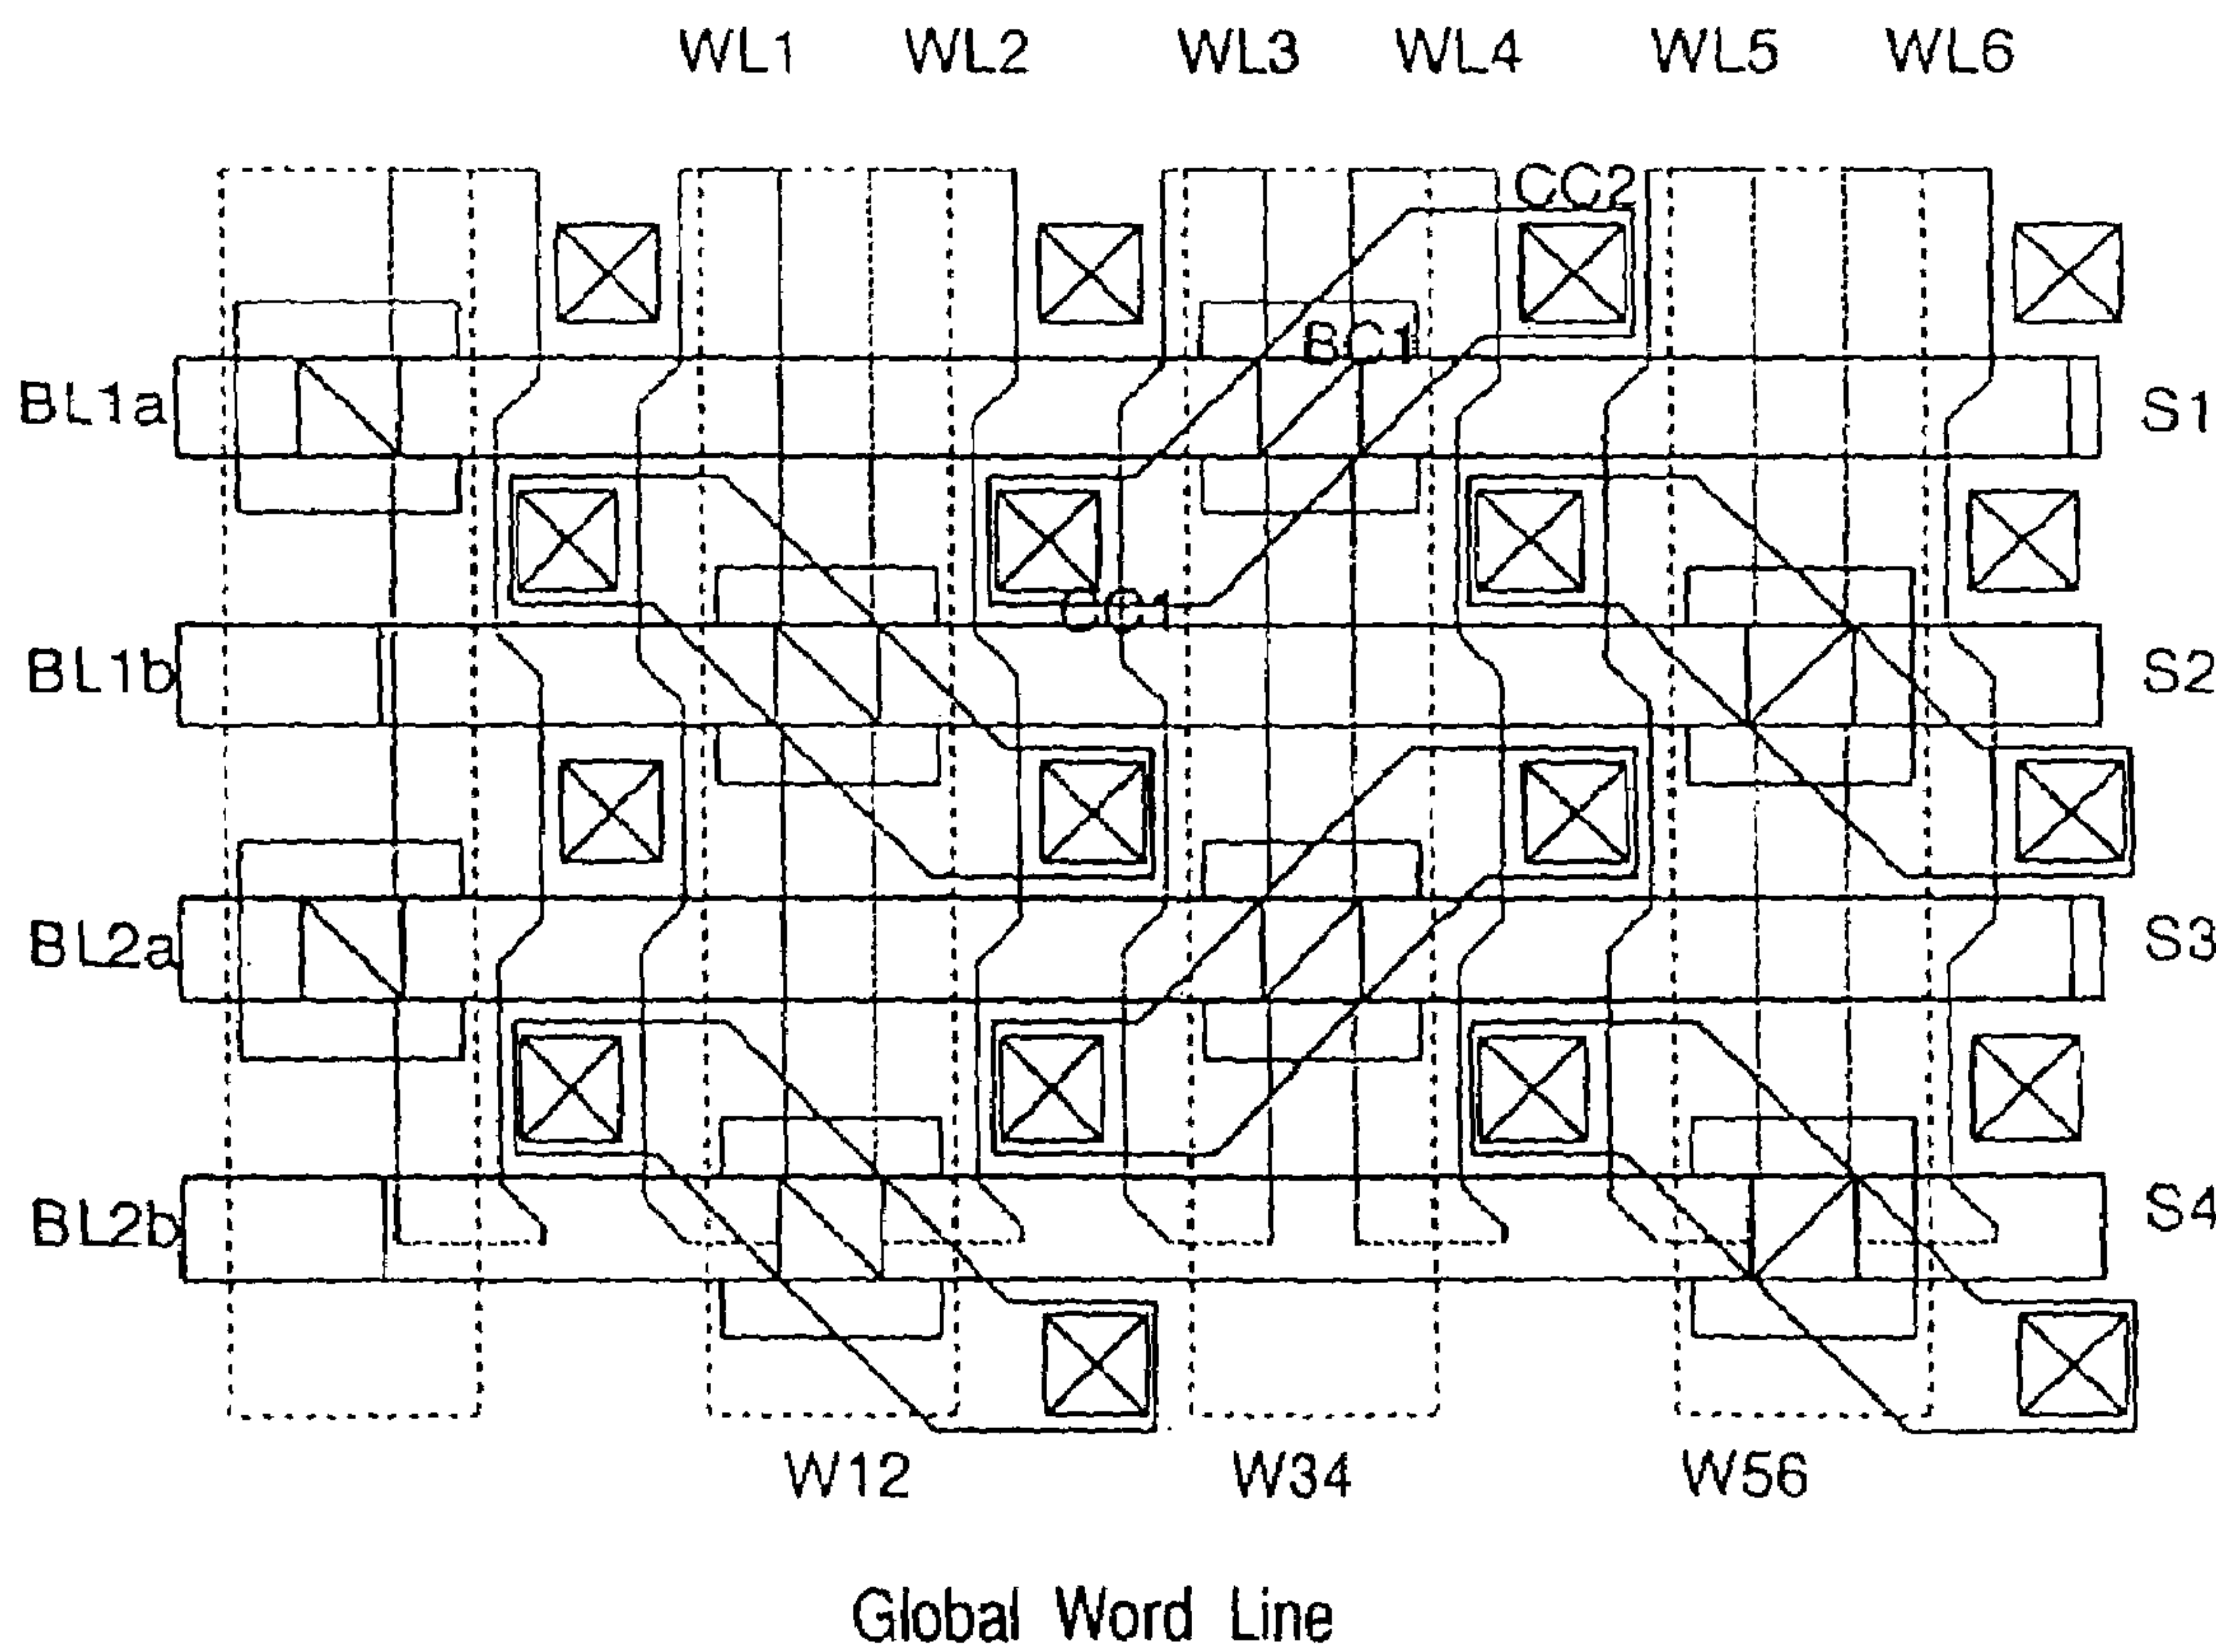 WL1 WL2 WL3 WL4 WL5 WL6
CC2
BC1
BL1a S1
CC1
BL1b S2
BL2a S3
BL2b S4
W12 W34 W56
Global Word Line